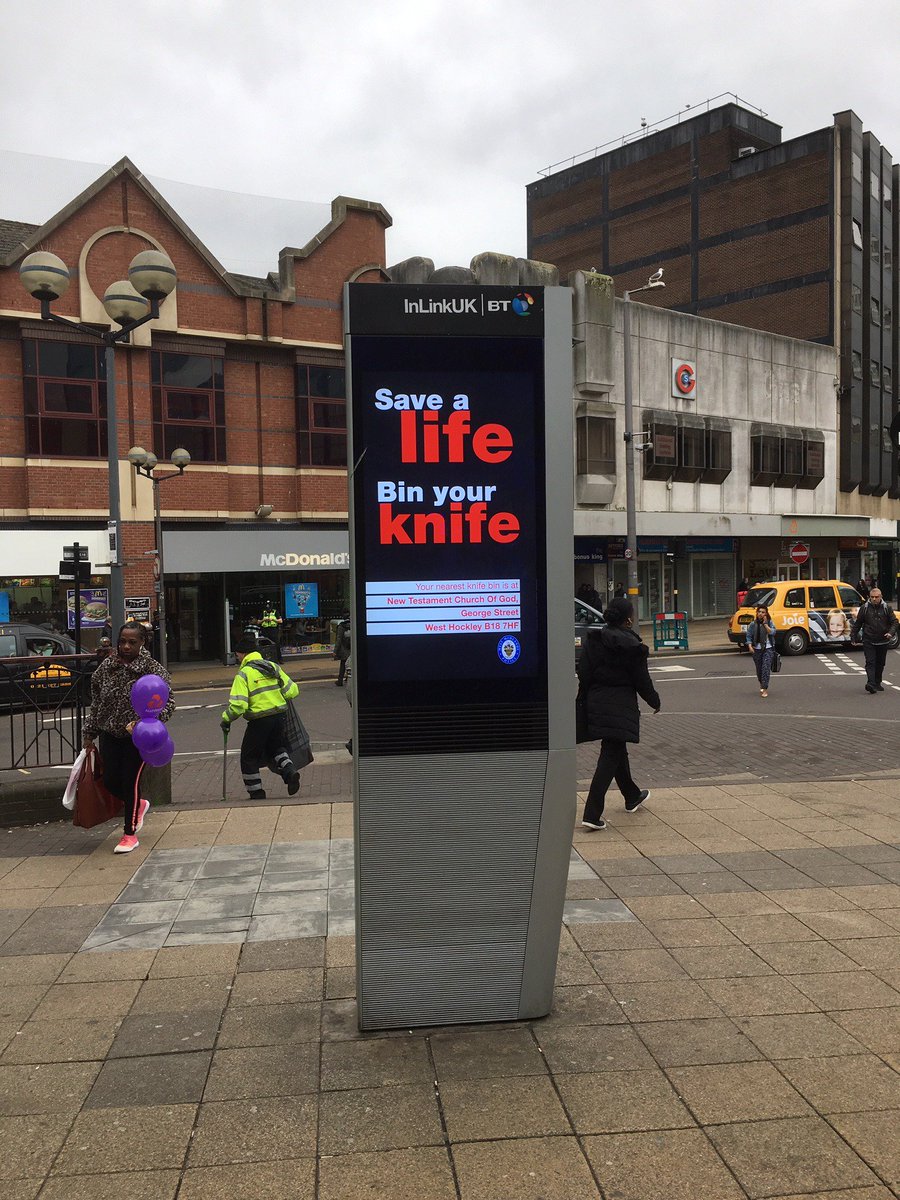 InLinkUK | BT
Save a
life
Bin your
knife
Your nearest knife bin is at
New Testament Church Of God,
George Street
West Hockley B18 7HF
McDonald's
Joie